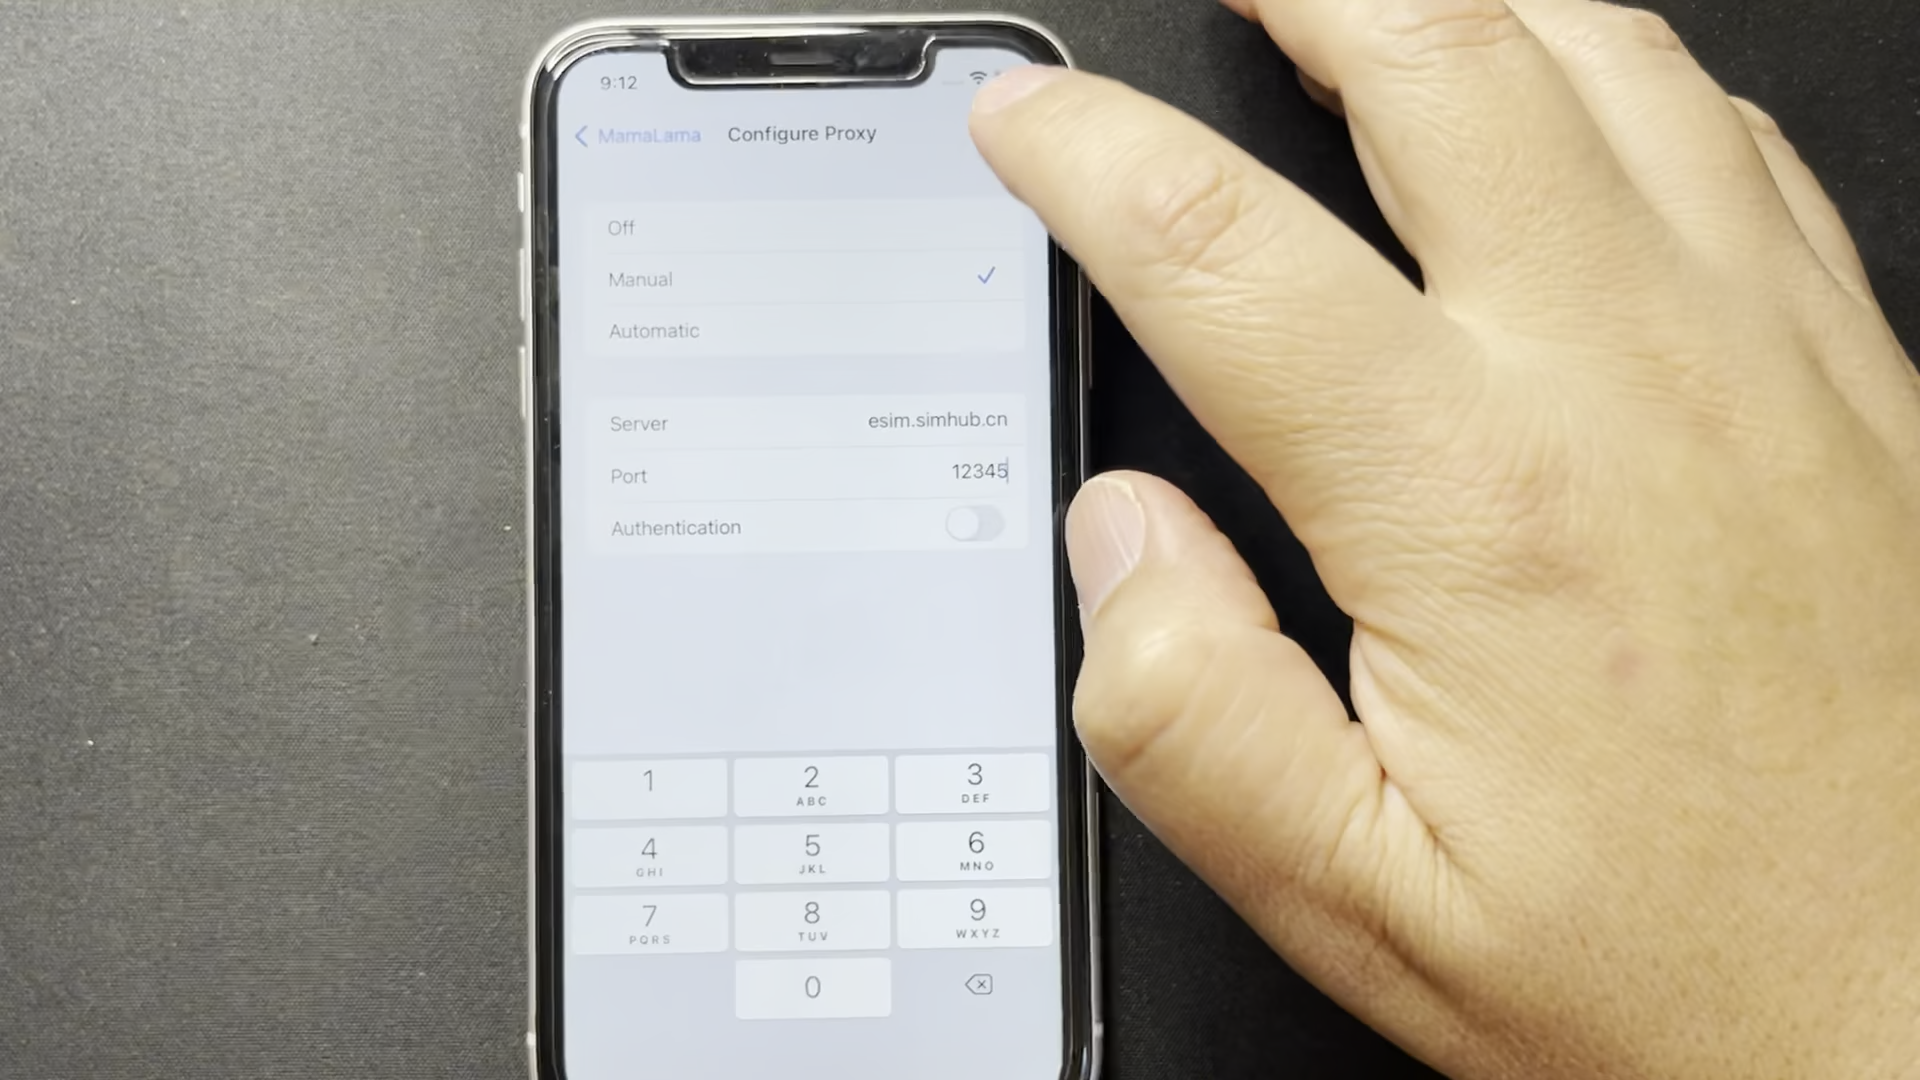 9:12
MamaLama Configure Proxy
Off
Manual
Automatic
Server esim.simhub.cn
Port 12345
Authentication
1 2 3
ABC DEF
4 5 6
GHI JKL MNO
7 8 9
PQRS TUV WXYZ
0